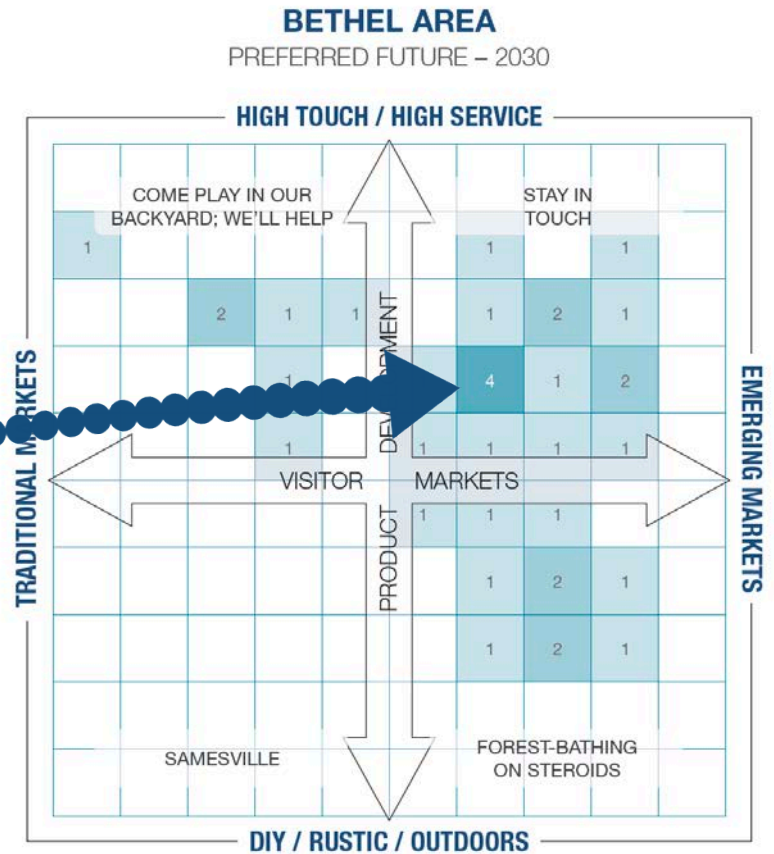 BETHEL AREA
PREFERRED FUTURE – 2030
HIGH TOUCH / HIGH SERVICE
COME PLAY IN OUR
BACKYARD; WE'LL HELP
STAY IN
TOUCH
1
1
1
2
1
1
1
2
1
1
4
1
2
1
1
1
1
1
TRADITIONAL MARKETS
EMERGING MARKETS
VISITOR
MARKETS
PRODUCT
1
1
1
1
2
1
1
2
1
SAMESVILLE
FOREST-BATHING
ON STEROIDS
DIY / RUSTIC / OUTDOORS